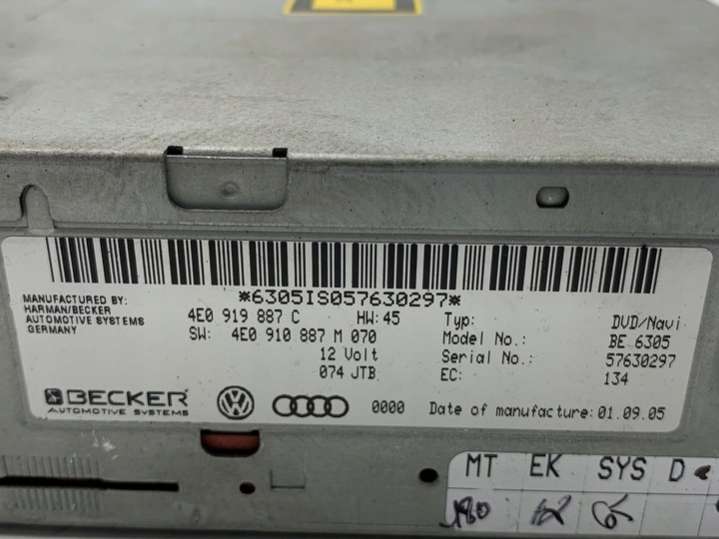 *6305IS057630297*
MANUFACTURED BY:
HARMAN/BECKER
AUTOMOTIVE SYSTEMS
GERMANY
4E0 919 887 C HW: 45
SW: 4E0 910 887 M 070
12 Volt
074 JTB
Typ: DVD/Navi
Model No.: BE 6305
Serial No.: 57630297
EC: 134
BECKER
AUTOMOTIVE SYSTEMS
0000
Date of manufacture: 01.09.05
MT EK SYS D